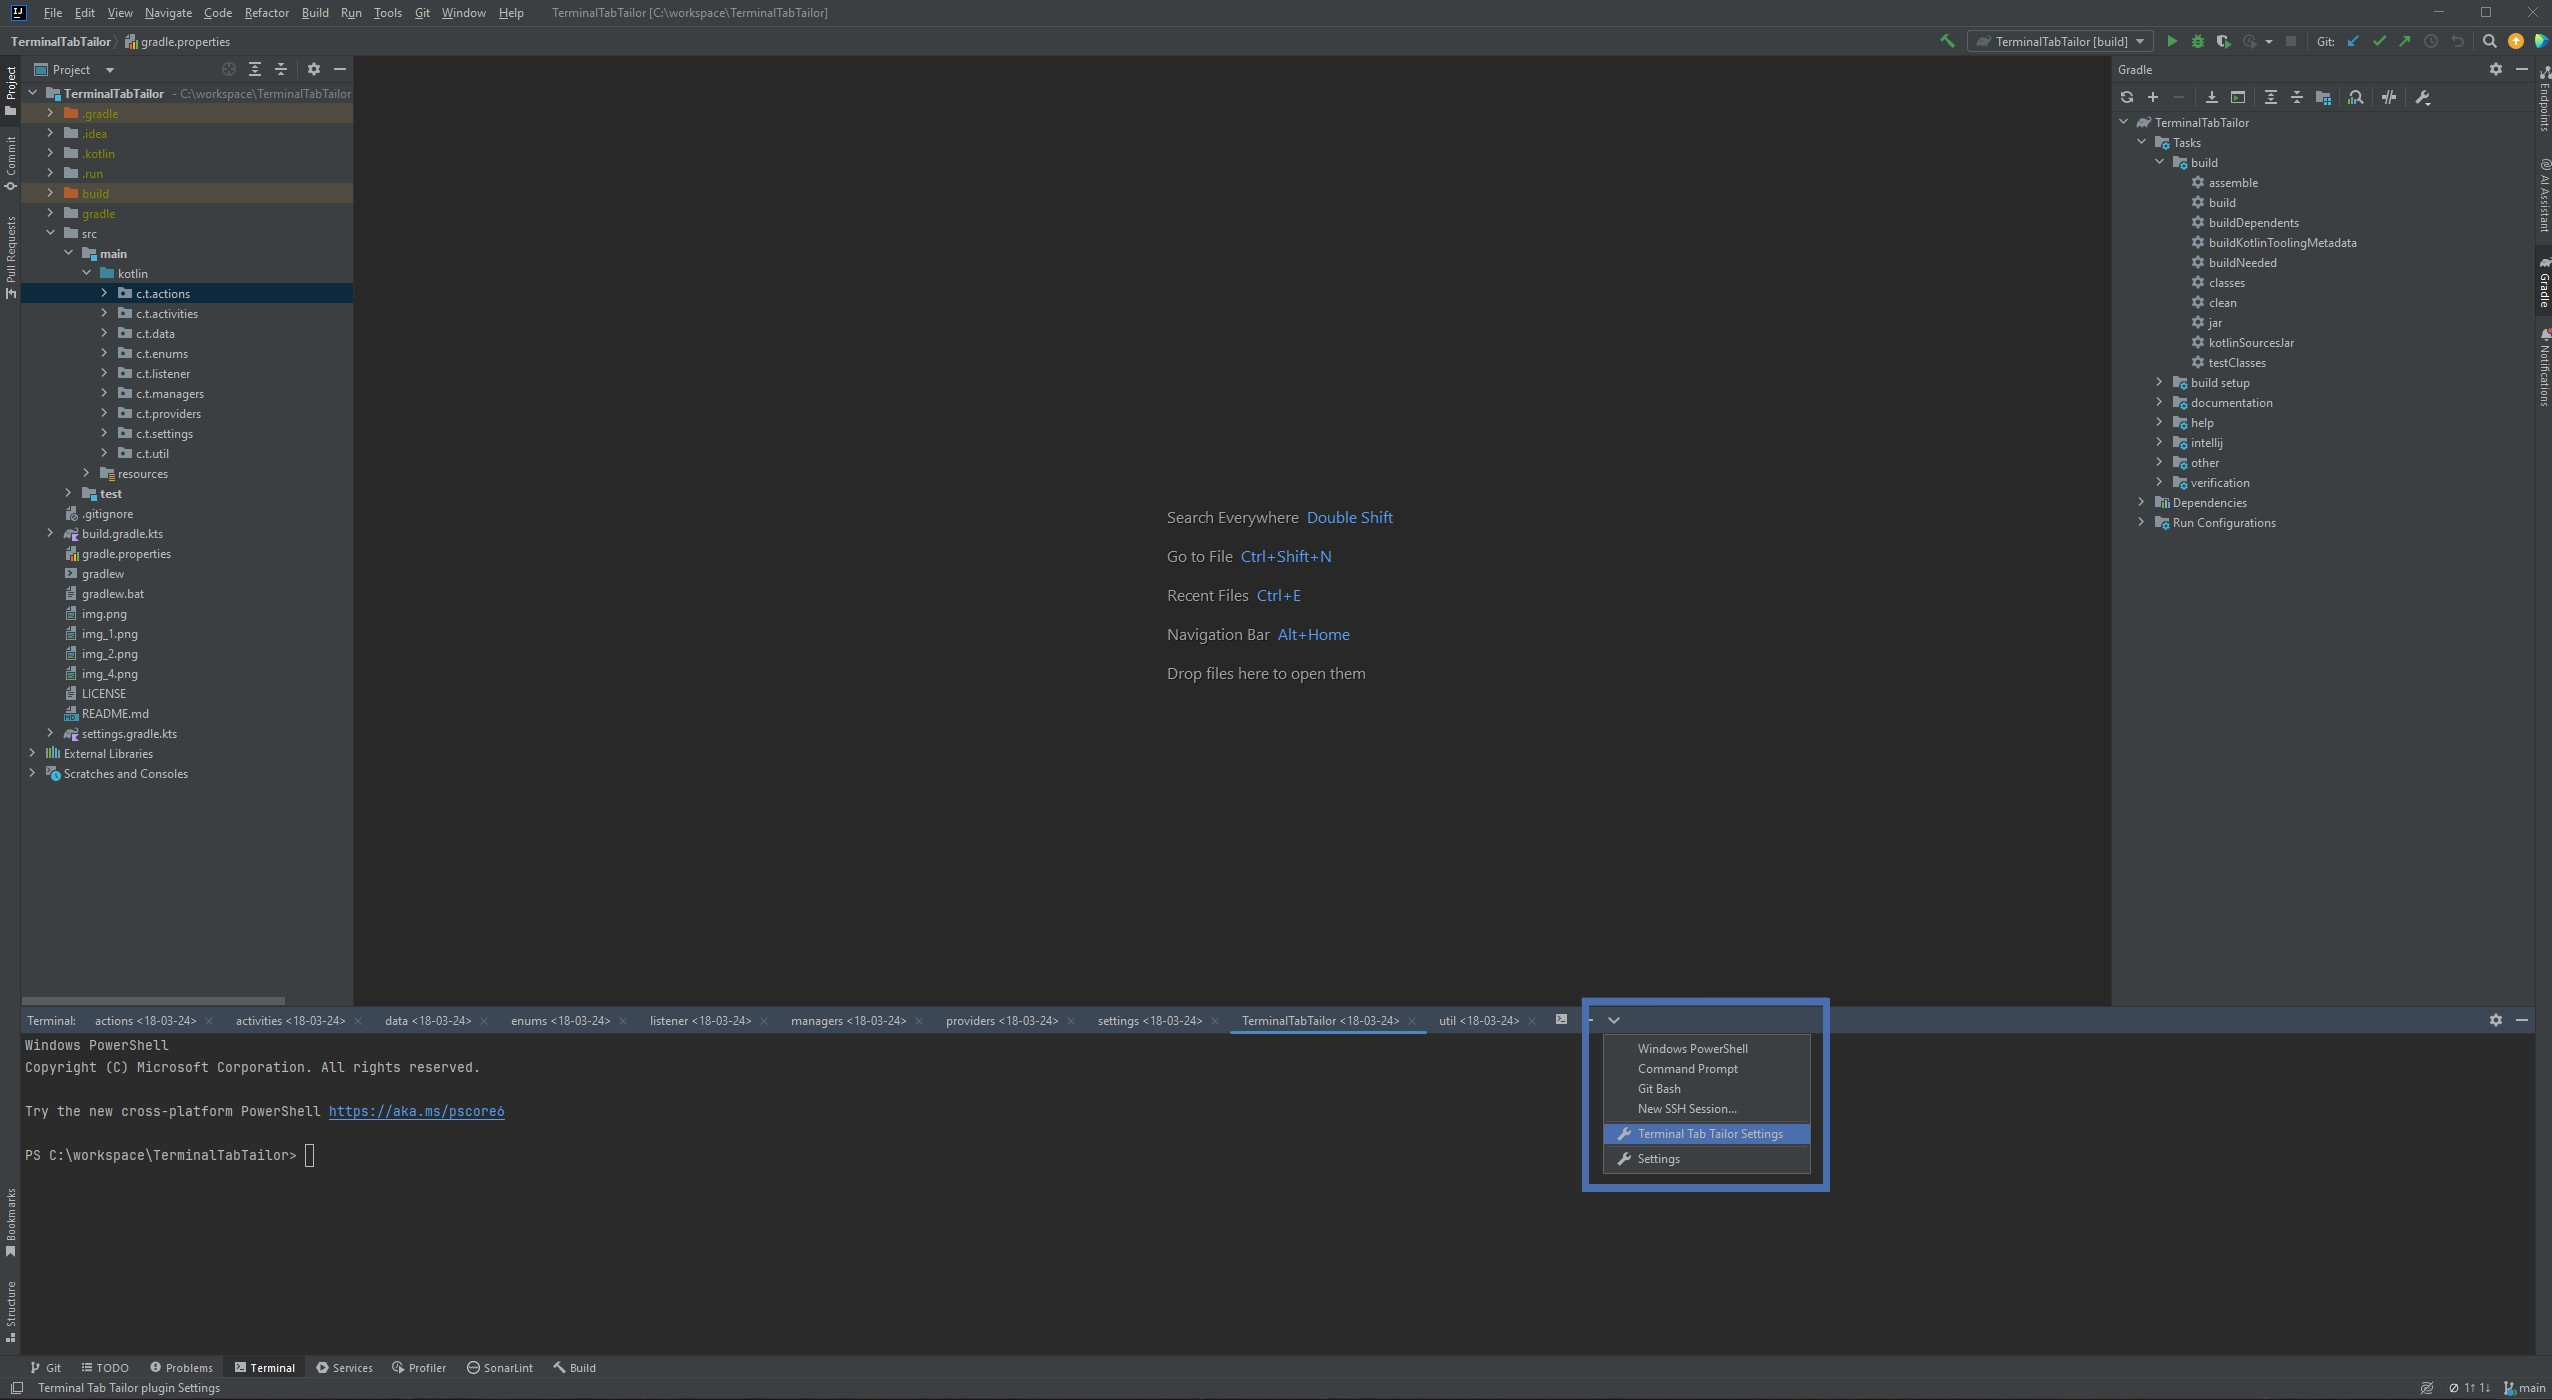 File Edit View Navigate Code Refactor Build Run Tools Git Window Help TerminalTabTailor [C:\workspace\TerminalTabTailor]
TerminalTabTailor gradle.properties
TerminalTabTailor [build] Git:
Project
TerminalTabTailor - C:\workspace\TerminalTabTailor
.gradle
.idea
.kotlin
.run
build
gradle
src
main
kotlin
c.t.actions
c.t.activities
c.t.data
c.t.enums
c.t.listener
c.t.managers
c.t.providers
c.t.settings
c.t.util
resources
test
.gitignore
build.gradle.kts
gradle.properties
gradlew
gradlew.bat
img.png
img_1.png
img_2.png
img_4.png
LICENSE
README.md
settings.gradle.kts
External Libraries
Scratches and Consoles
Project
Commit
Pull Requests
Bookmarks
Structure
Search Everywhere Double Shift
Go to File Ctrl+Shift+N
Recent Files Ctrl+E
Navigation Bar Alt+Home
Drop files here to open them
Gradle
TerminalTabTailor
Tasks
build
assemble
build
buildDependents
buildKotlinToolingMetadata
buildNeeded
classes
clean
jar
kotlinSourcesJar
testClasses
build setup
documentation
help
intellij
other
verification
Dependencies
Run Configurations
Endpoints
AI Assistant
Gradle
Notifications
Terminal: actions <18-03-24> activities <18-03-24> data <18-03-24> enums <18-03-24> listener <18-03-24> managers <18-03-24> providers <18-03-24> settings <18-03-24> TerminalTabTailor <18-03-24> util <18-03-24>
Windows PowerShell
Copyright (C) Microsoft Corporation. All rights reserved.
Try the new cross-platform PowerShell https://aka.ms/pscore6
PS C:\workspace\TerminalTabTailor>
Windows PowerShell
Command Prompt
Git Bash
New SSH Session...
Terminal Tab Tailor Settings
Settings
Git TODO Problems Terminal Services Profiler SonarLint Build
Terminal Tab Tailor plugin Settings
1↑ 1↓ main